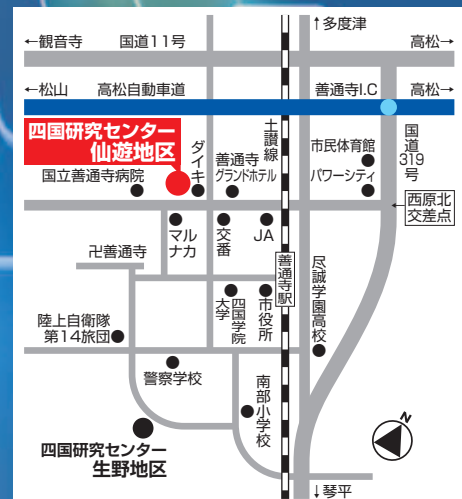 ↑多度津
←観音寺
国道11号
高松→
←松山
高松自動車道
善通寺I.C
高松→
四国研究センター
仙遊地区
ダイキ
善通寺
グランドホテル
土讃線
市民体育館
パワーシティ
国道
319
号
国立善通寺病院
西原北
交差点
マルナカ
交番
JA
卍善通寺
善通寺駅
尽誠学園高校
四国学院
大学
市役所
陸上自衛隊
第14旅団
警察学校
南部小学校
四国研究センター
生野地区
N
↓琴平